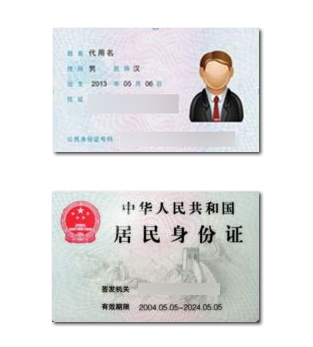 姓名 代用名
性别 男 民族 汉
出生 2013 年 05 月 06 日
住址
公民身份证号码
中华人民共和国
居民身份证
签发机关
有效期限 2004.05.05-2024.05.05